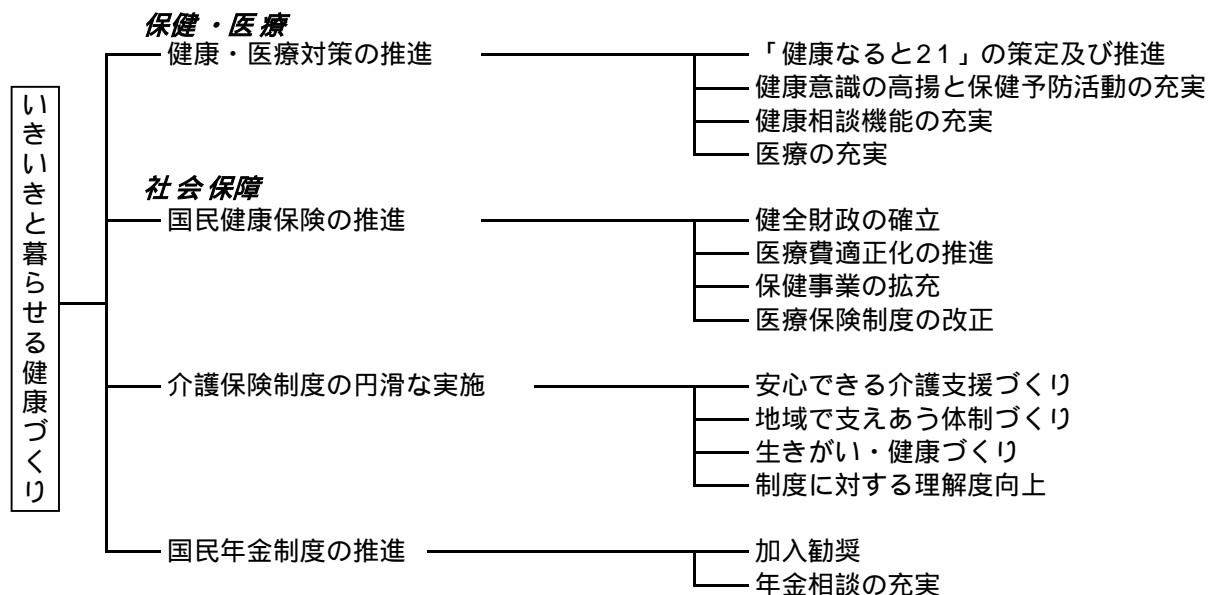 いきいきと暮らせる健康づくり
保健・医療
健康・医療対策の推進
「健康なると21」の策定及び推進
健康意識の高揚と保健予防活動の充実
健康相談機能の充実
医療の充実
社会保障
国民健康保険の推進
健全財政の確立
医療費適正化の推進
保健事業の拡充
医療保険制度の改正
介護保険制度の円滑な実施
安心できる介護支援づくり
地域で支えあう体制づくり
生きがい・健康づくり
制度に対する理解度向上
国民年金制度の推進
加入勧奨
年金相談の充実